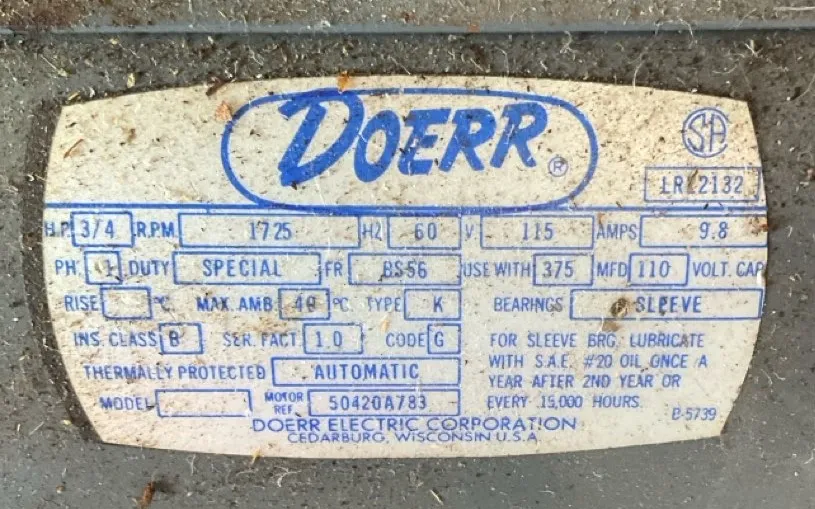 DOERR ®
SA
LR 2132
H.P. 3/4 R.P.M. 1725 HZ 60 V 115 AMPS 9.8
PH. 1 DUTY SPECIAL FR BS56 USE WITH 375 MFD 110 VOLT. CAP
RISE °C MAX. AMB. 40 °C TYPE K BEARINGS SLEEVE
INS. CLASS B SER. FACT. 1.0 CODE G FOR SLEEVE BRG. LUBRICATE
WITH S.A.E. #20 OIL ONCE A
THERMALLY PROTECTED AUTOMATIC YEAR AFTER 2ND YEAR OR
MODEL MOTOR REF. 50420A783 EVERY 15,000 HOURS. B-5739
DOERR ELECTRIC CORPORATION
CEDARBURG, WISCONSIN U.S.A.